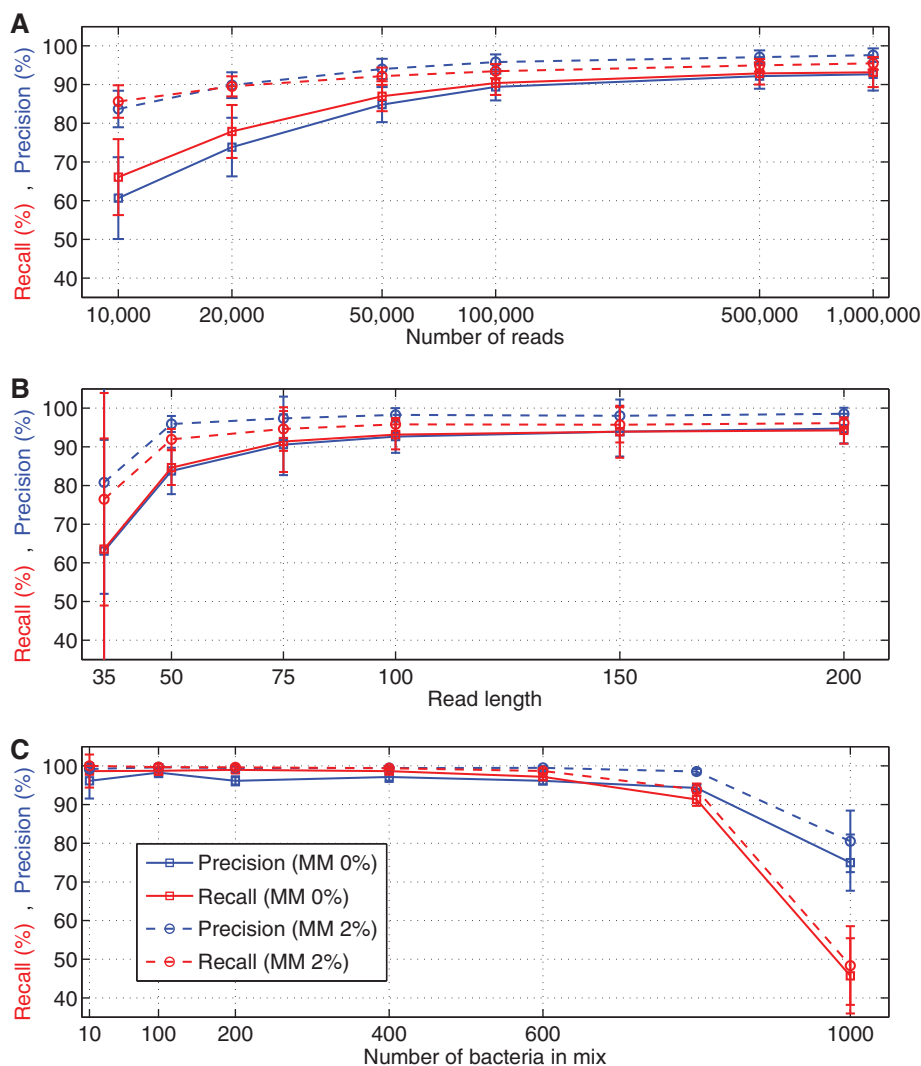 A
Recall (%) , Precision (%)
100
90
80
70
60
50
40
10,000 20,000 50,000 100,000 500,000 1,000,000
Number of reads
B
Recall (%) , Precision (%)
100
90
80
70
60
50
40
35 50 75 100 150 200
Read length
C
Recall (%) , Precision (%)
100
90
80
70
60
50
40
Precision (MM 0%)
Recall (MM 0%)
Precision (MM 2%)
Recall (MM 2%)
10 100 200 400 600 1000
Number of bacteria in mix